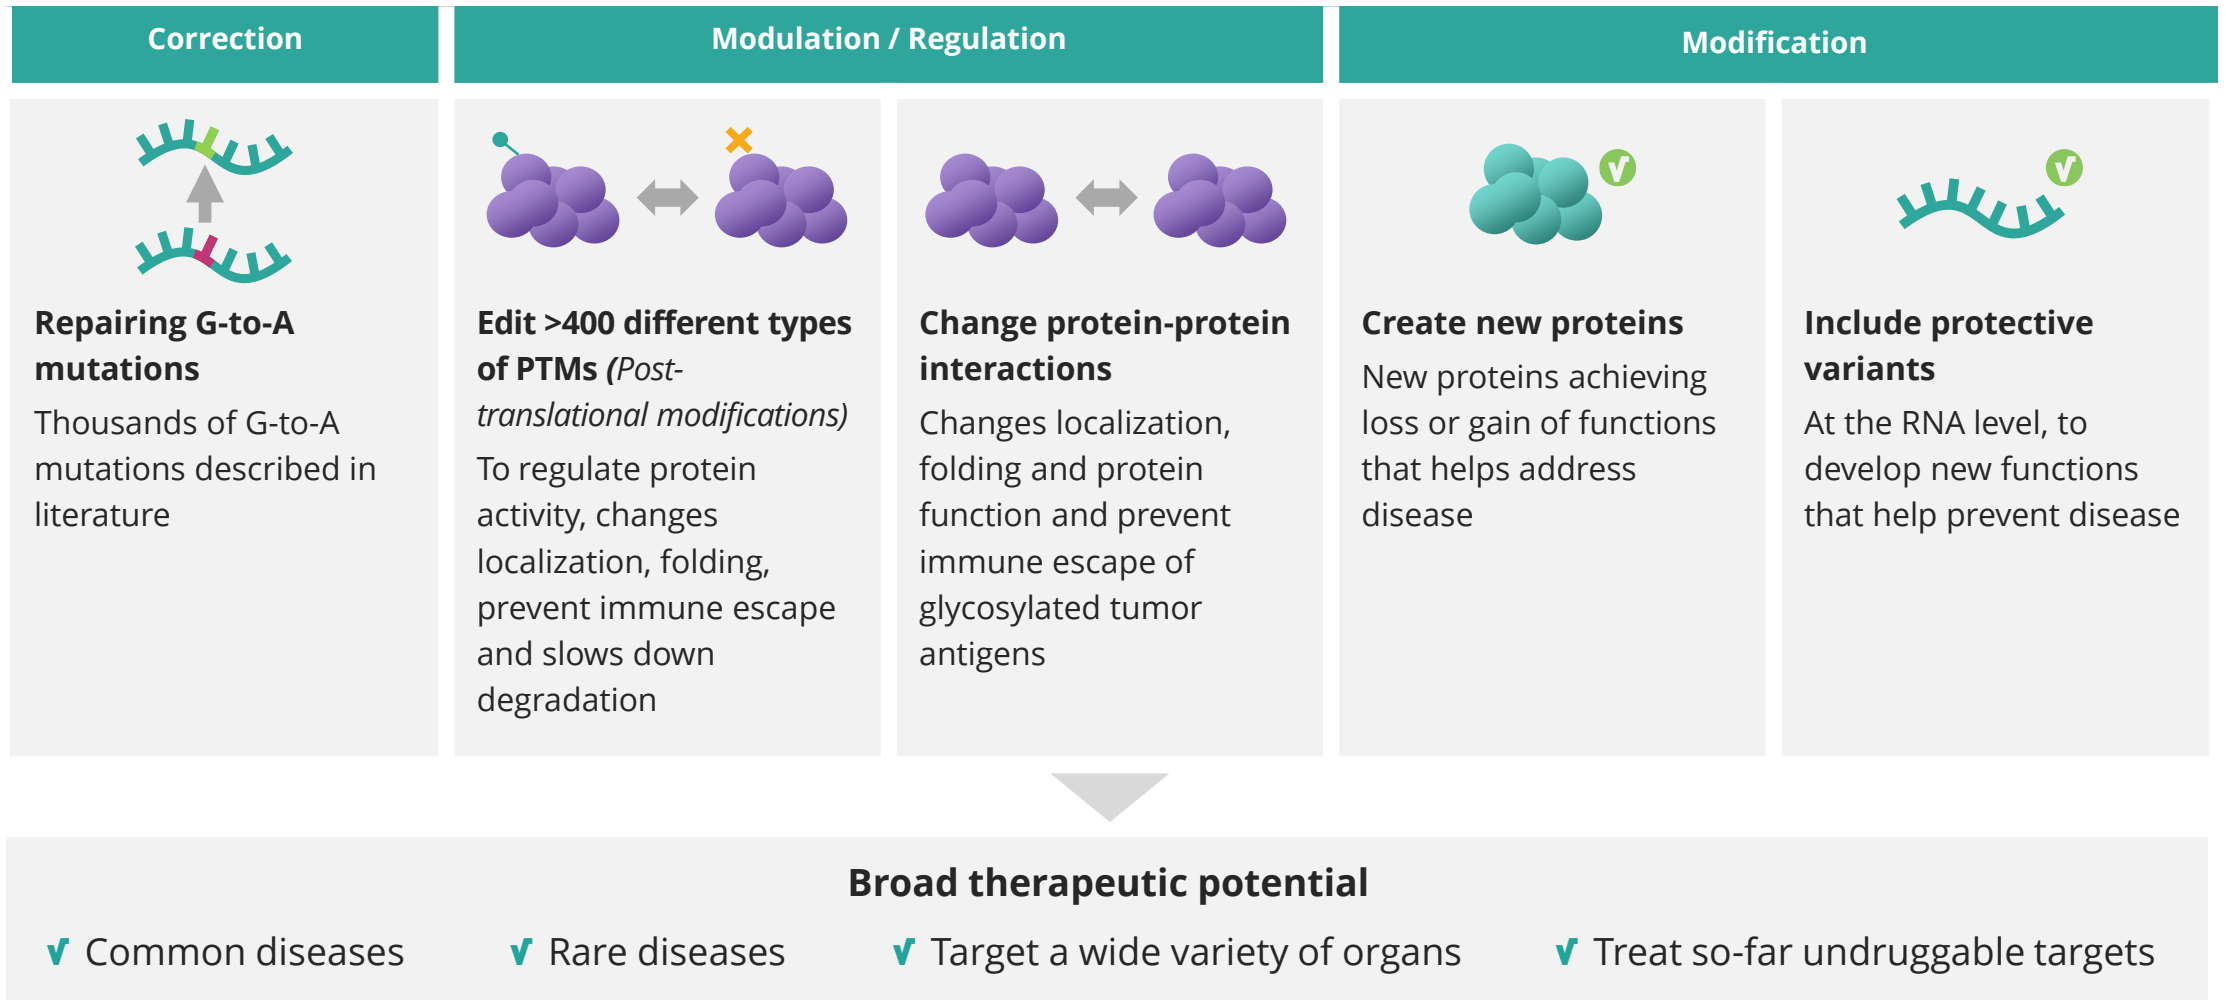 Correction
Modulation / Regulation
Modification
Repairing G-to-A
mutations
Thousands of G-to-A
mutations described in
literature
Edit >400 different types
of PTMs (Post-
translational modifications)
To regulate protein
activity, changes
localization, folding,
prevent immune escape
and slows down
degradation
Change protein-protein
interactions
Changes localization,
folding and protein
function and prevent
immune escape of
glycosylated tumor
antigens
Create new proteins
New proteins achieving
loss or gain of functions
that helps address
disease
Include protective
variants
At the RNA level, to
develop new functions
that help prevent disease
Broad therapeutic potential
√ Common diseases
√ Rare diseases
√ Target a wide variety of organs
√ Treat so-far undruggable targets